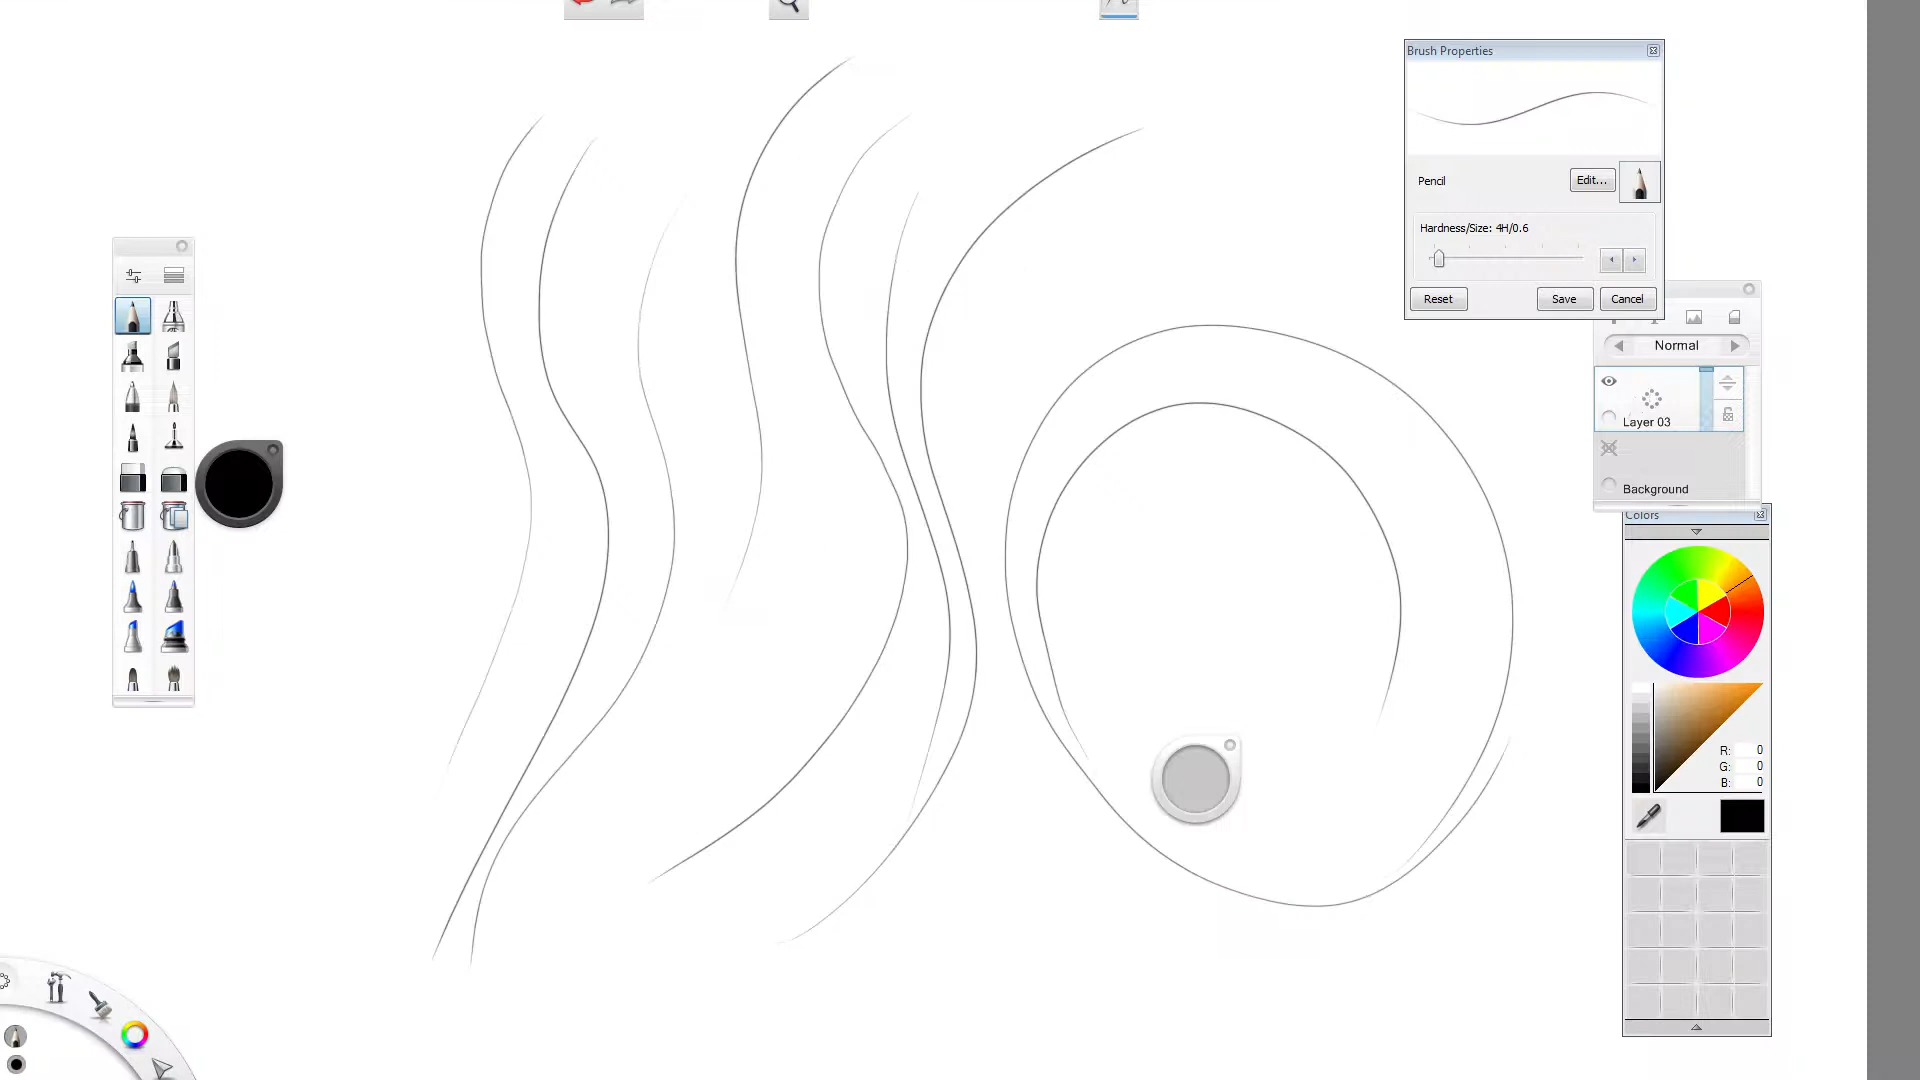 Brush Properties
Pencil
Edit...
Hardness/Size: 4H/0.6
Reset
Save
Cancel
Normal
Layer 03
Background
Colors
R: 0
G: 0
B: 0